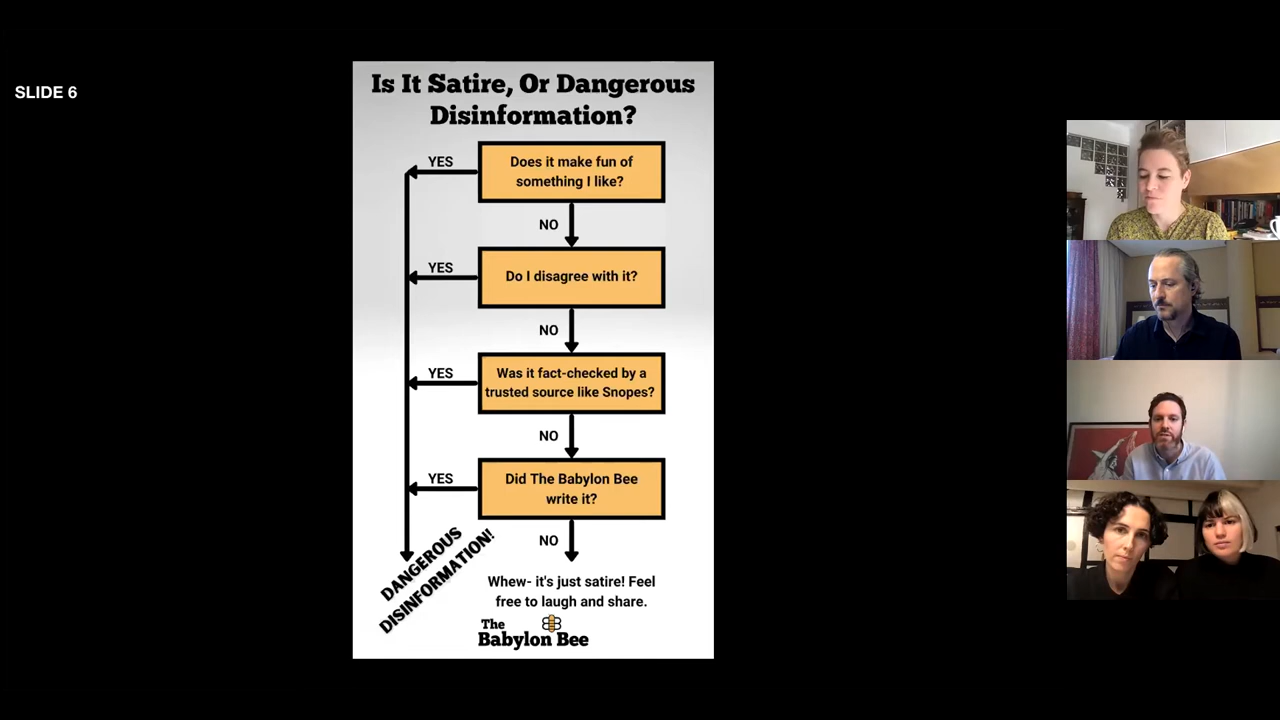 SLIDE 6
Is It Satire, Or Dangerous
Disinformation?
YES
Does it make fun of
something I like?
NO
YES
Do I disagree with it?
NO
YES
Was it fact-checked by a
trusted source like Snopes?
NO
YES
Did The Babylon Bee
write it?
NO
DANGEROUS
DISINFORMATION!
Whew- it's just satire! Feel
free to laugh and share.
The
Babylon Bee